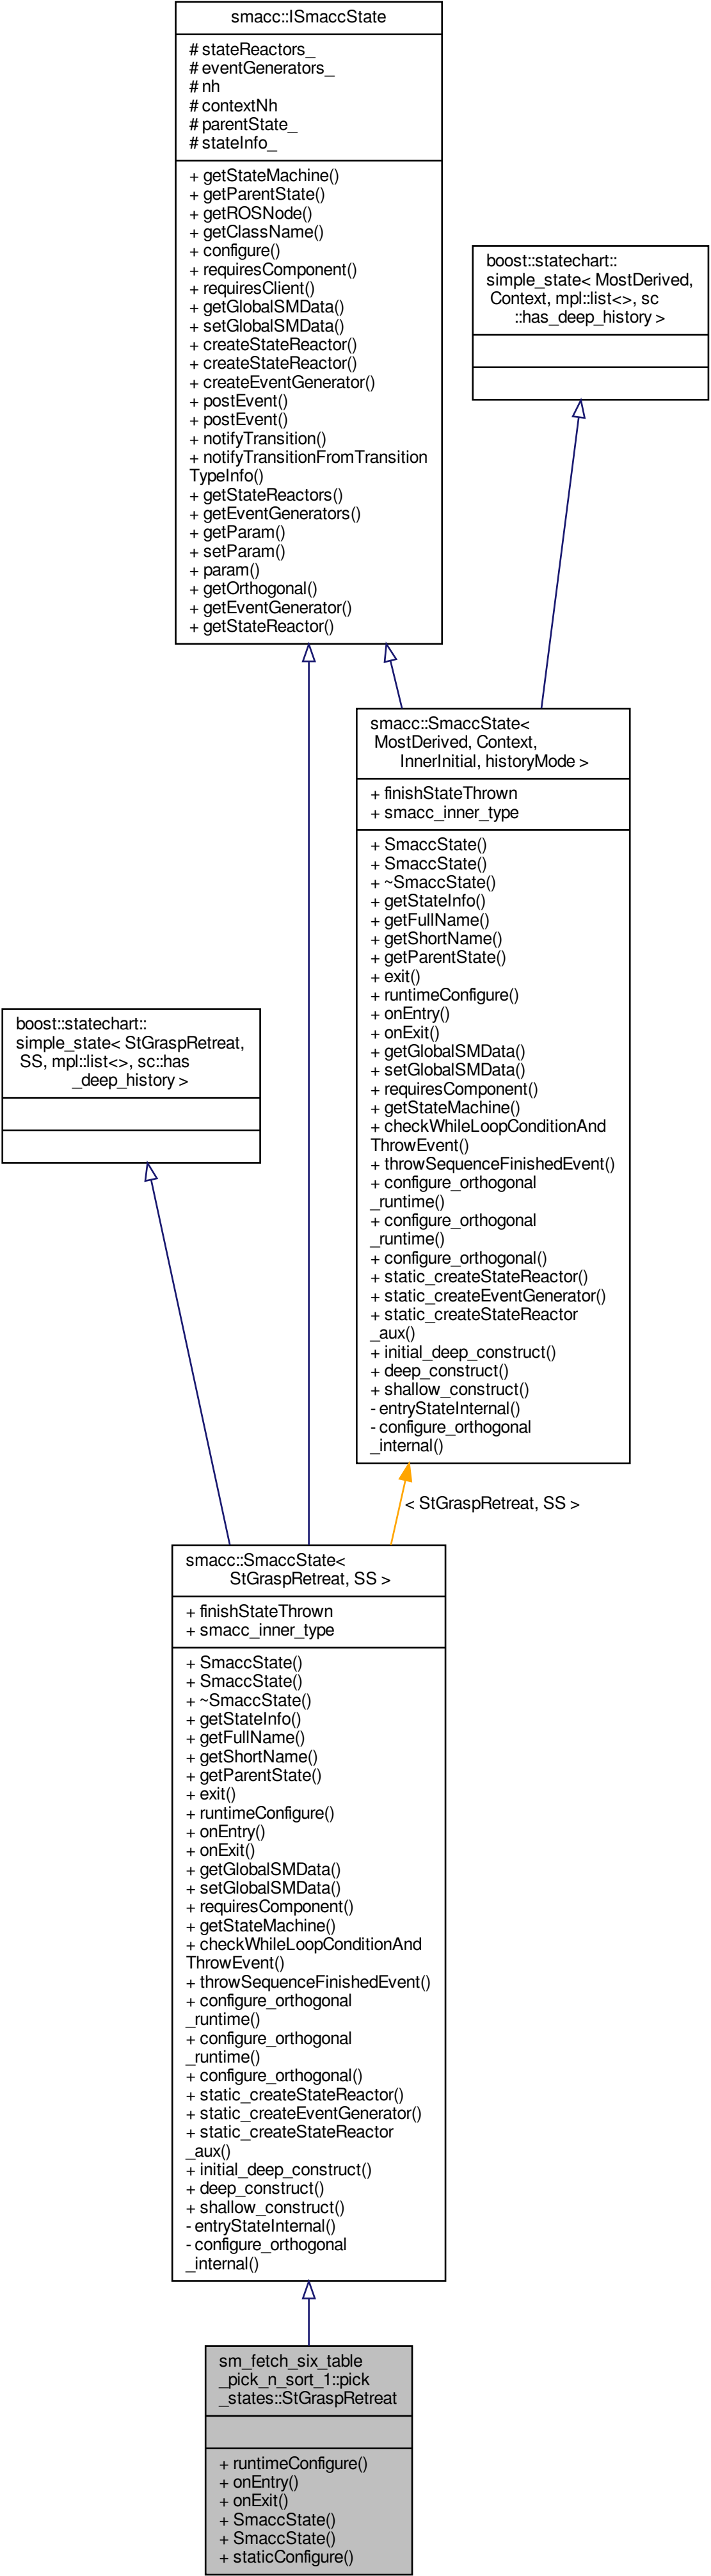 smacc::ISmaccState
# stateReactors_
# eventGenerators_
# nh
# contextNh
# parentState_
# stateInfo_
+ getStateMachine()
+ getParentState()
+ getROSNode()
+ getClassName()
+ configure()
+ requiresComponent()
+ requiresClient()
+ getGlobalSMData()
+ setGlobalSMData()
+ createStateReactor()
+ createStateReactor()
+ createEventGenerator()
+ postEvent()
+ postEvent()
+ notifyTransition()
+ notifyTransitionFromTransition
TypeInfo()
+ getStateReactors()
+ getEventGenerators()
+ getParam()
+ setParam()
+ param()
+ getOrthogonal()
+ getEventGenerator()
+ getStateReactor()
boost::statechart::
simple_state< MostDerived,
Context, mpl::list<>, sc
::has_deep_history >
smacc::SmaccState<
MostDerived, Context,
InnerInitial, historyMode >
+ finishStateThrown
+ smacc_inner_type
+ SmaccState()
+ SmaccState()
+ ~SmaccState()
+ getStateInfo()
+ getFullName()
+ getShortName()
+ getParentState()
+ exit()
+ runtimeConfigure()
+ onEntry()
+ onExit()
+ getGlobalSMData()
+ setGlobalSMData()
+ requiresComponent()
+ getStateMachine()
+ checkWhileLoopConditionAnd
ThrowEvent()
+ throwSequenceFinishedEvent()
+ configure_orthogonal
_runtime()
+ configure_orthogonal
_runtime()
+ configure_orthogonal()
+ static_createStateReactor()
+ static_createEventGenerator()
+ static_createStateReactor
_aux()
+ initial_deep_construct()
+ deep_construct()
+ shallow_construct()
- entryStateInternal()
- configure_orthogonal
_internal()
boost::statechart::
simple_state< StGraspRetreat,
SS, mpl::list<>, sc::has
_deep_history >
< StGraspRetreat, SS >
smacc::SmaccState<
StGraspRetreat, SS >
+ finishStateThrown
+ smacc_inner_type
+ SmaccState()
+ SmaccState()
+ ~SmaccState()
+ getStateInfo()
+ getFullName()
+ getShortName()
+ getParentState()
+ exit()
+ runtimeConfigure()
+ onEntry()
+ onExit()
+ getGlobalSMData()
+ setGlobalSMData()
+ requiresComponent()
+ getStateMachine()
+ checkWhileLoopConditionAnd
ThrowEvent()
+ throwSequenceFinishedEvent()
+ configure_orthogonal
_runtime()
+ configure_orthogonal
_runtime()
+ configure_orthogonal()
+ static_createStateReactor()
+ static_createEventGenerator()
+ static_createStateReactor
_aux()
+ initial_deep_construct()
+ deep_construct()
+ shallow_construct()
- entryStateInternal()
- configure_orthogonal
_internal()
sm_fetch_six_table
_pick_n_sort_1::pick
_states::StGraspRetreat
+ runtimeConfigure()
+ onEntry()
+ onExit()
+ SmaccState()
+ SmaccState()
+ staticConfigure()